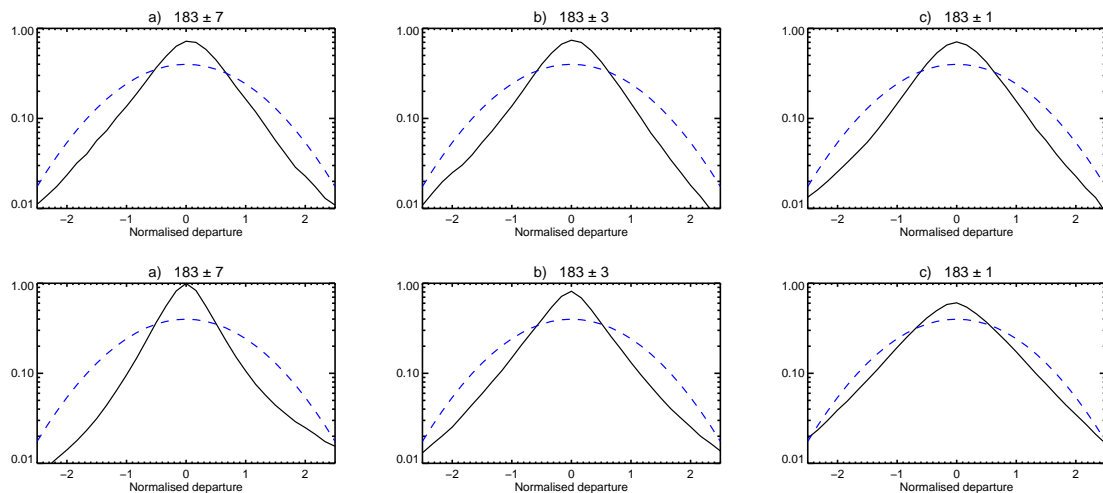 a) 183 ± 7
1.00
0.10
0.01
−2 −1 0 1 2
Normalised departure
b) 183 ± 3
1.00
0.10
0.01
−2 −1 0 1 2
Normalised departure
c) 183 ± 1
1.00
0.10
0.01
−2 −1 0 1 2
Normalised departure
a) 183 ± 7
1.00
0.10
0.01
−2 −1 0 1 2
Normalised departure
b) 183 ± 3
1.00
0.10
0.01
−2 −1 0 1 2
Normalised departure
c) 183 ± 1
1.00
0.10
0.01
−2 −1 0 1 2
Normalised departure